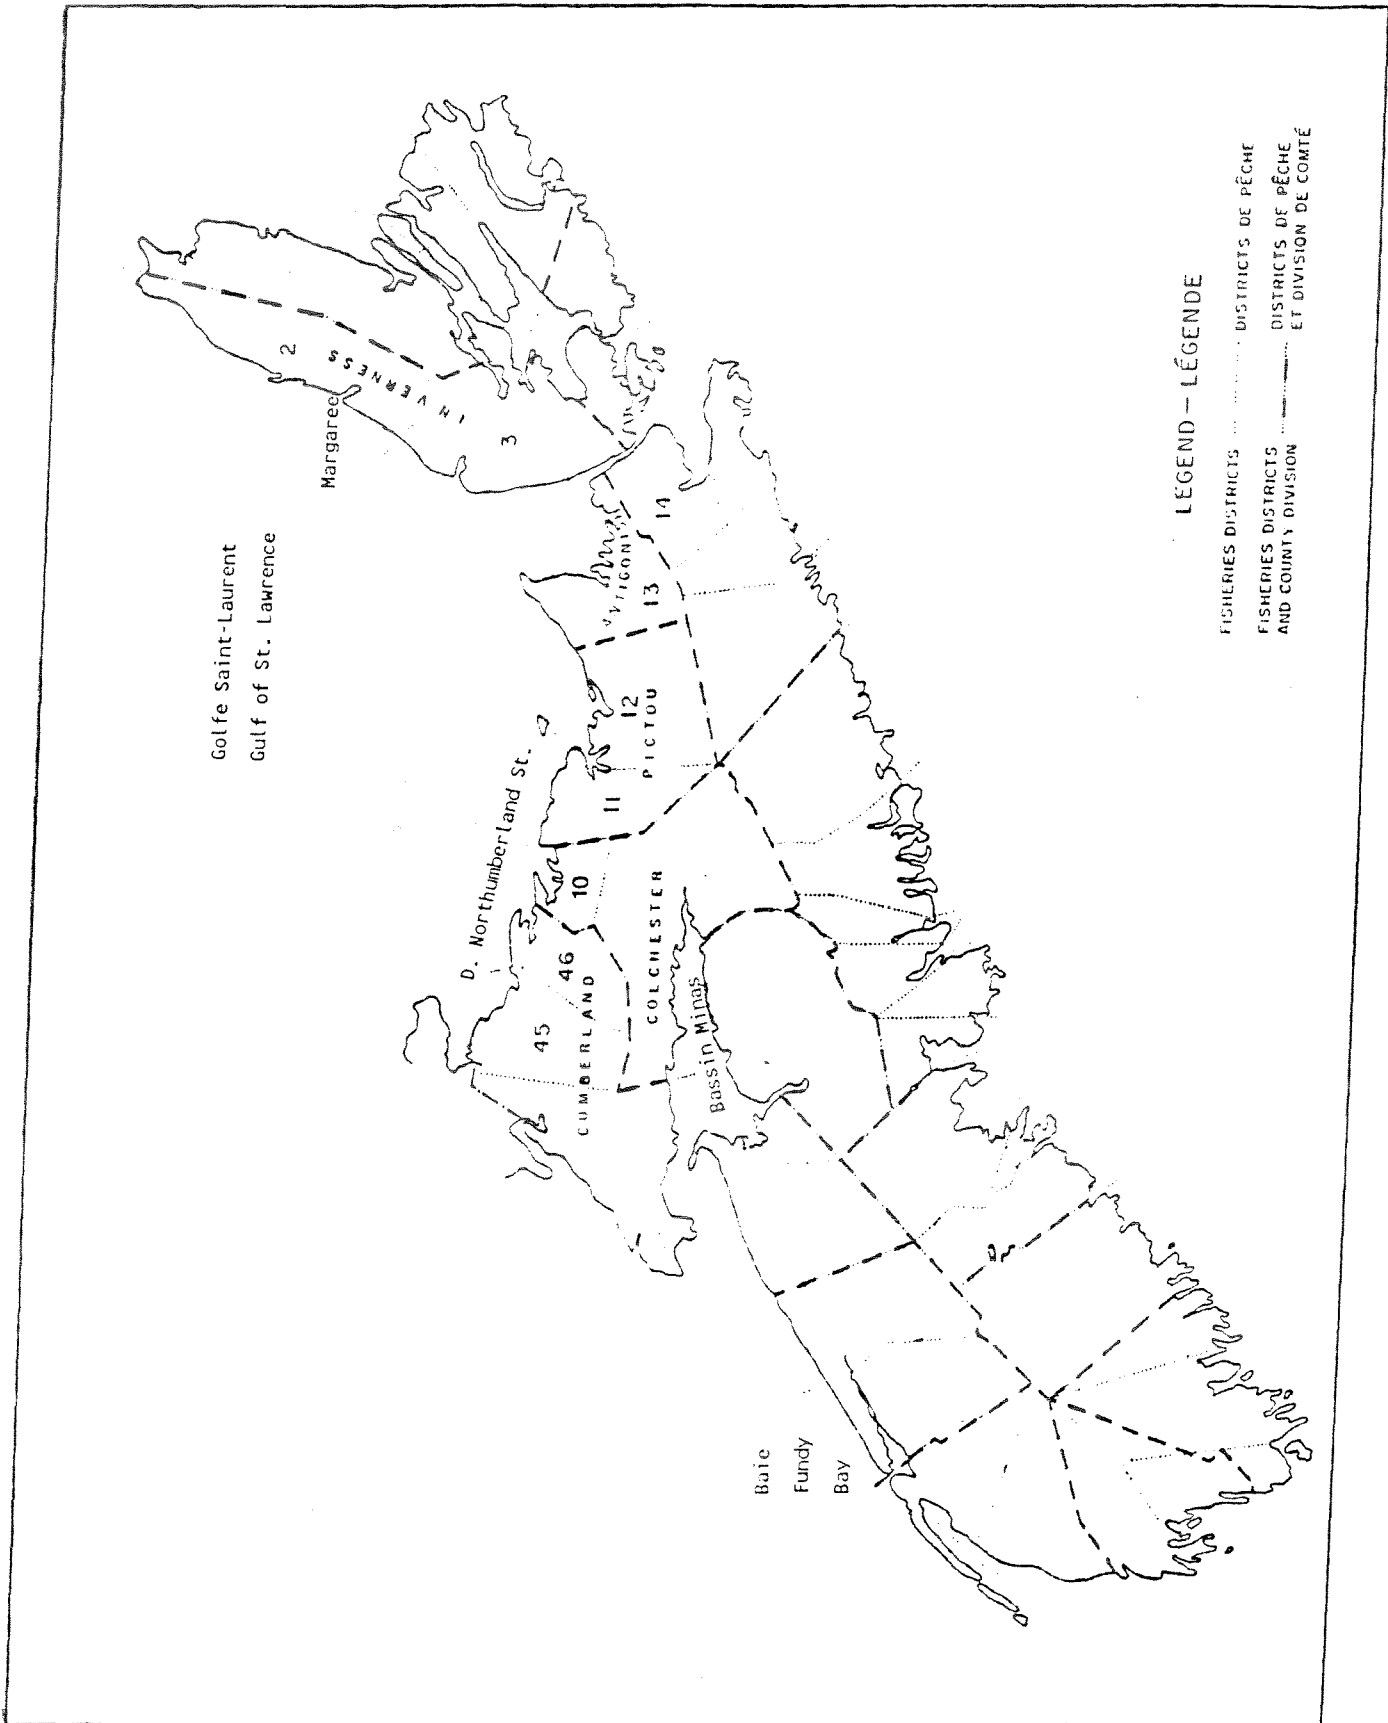 Golfe Saint-Laurent
Gulf of St. Lawrence
Margaree
2
INVERNESS
3
D. Northumberland St.
45
46
CUMBERLAND
10
COLCHESTER
11
12
PICTOU
13
14
Bassin Minas
Baie
Fundy
Bay
LEGEND — LÉGENDE
FISHERIES DISTRICTS ........ DISTRICTS DE PÊCHE
FISHERIES DISTRICTS
AND COUNTY DIVISION
DISTRICTS DE PÊCHE
ET DIVISION DE COMTÉ